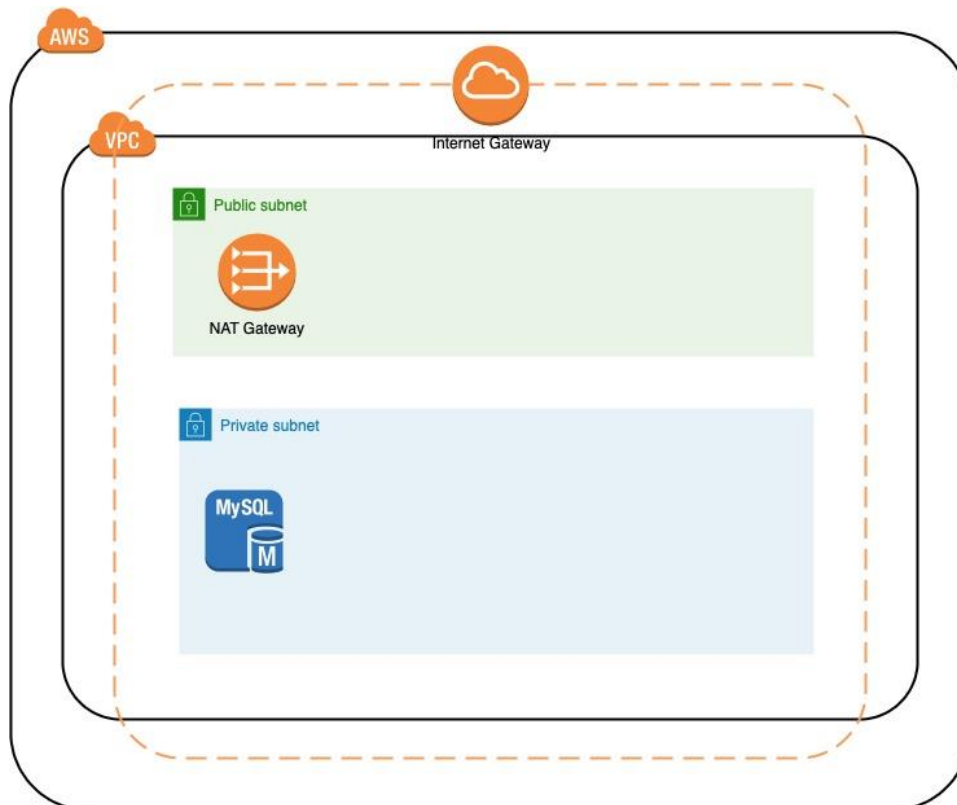 AWS
Internet Gateway
VPC
Public subnet
NAT Gateway
Private subnet
MySQL
M